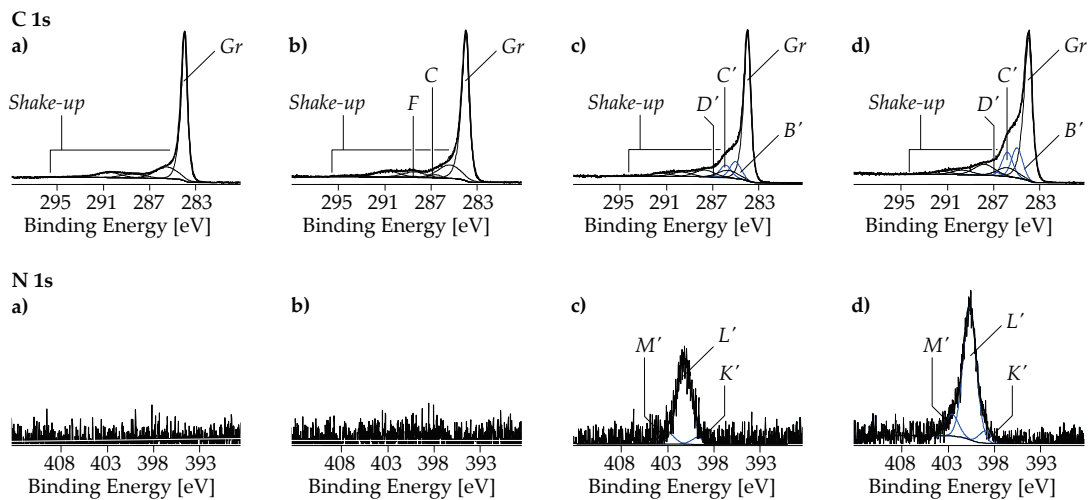 C 1s
a)
Gr
Shake-up
295 291 287 283
Binding Energy [eV]
b)
Gr
C
F
Shake-up
295 291 287 283
Binding Energy [eV]
c)
Gr
C′
D′
Shake-up
B′
295 291 287 283
Binding Energy [eV]
d)
Gr
C′
D′
Shake-up
B′
295 291 287 283
Binding Energy [eV]
N 1s
a)
408 403 398 393
Binding Energy [eV]
b)
408 403 398 393
Binding Energy [eV]
c)
M′
L′
K′
408 403 398 393
Binding Energy [eV]
d)
M′
L′
K′
408 403 398 393
Binding Energy [eV]